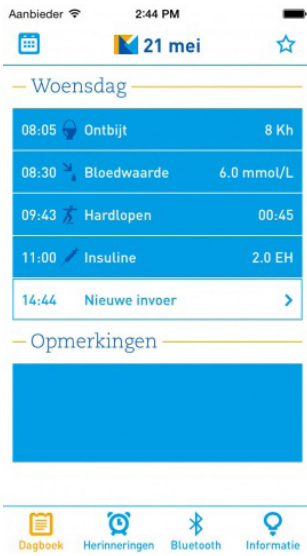 Aanbieder 2:44 PM
21 mei
Woensdag
08:05 Ontbijt 8 Kh
08:30 Bloedwaarde 6.0 mmol/L
09:43 Hardlopen 00:45
11:00 Insuline 2.0 EH
14:44 Nieuwe invoer
Opmerkingen
Dagboek Herinneringen Bluetooth Informatie